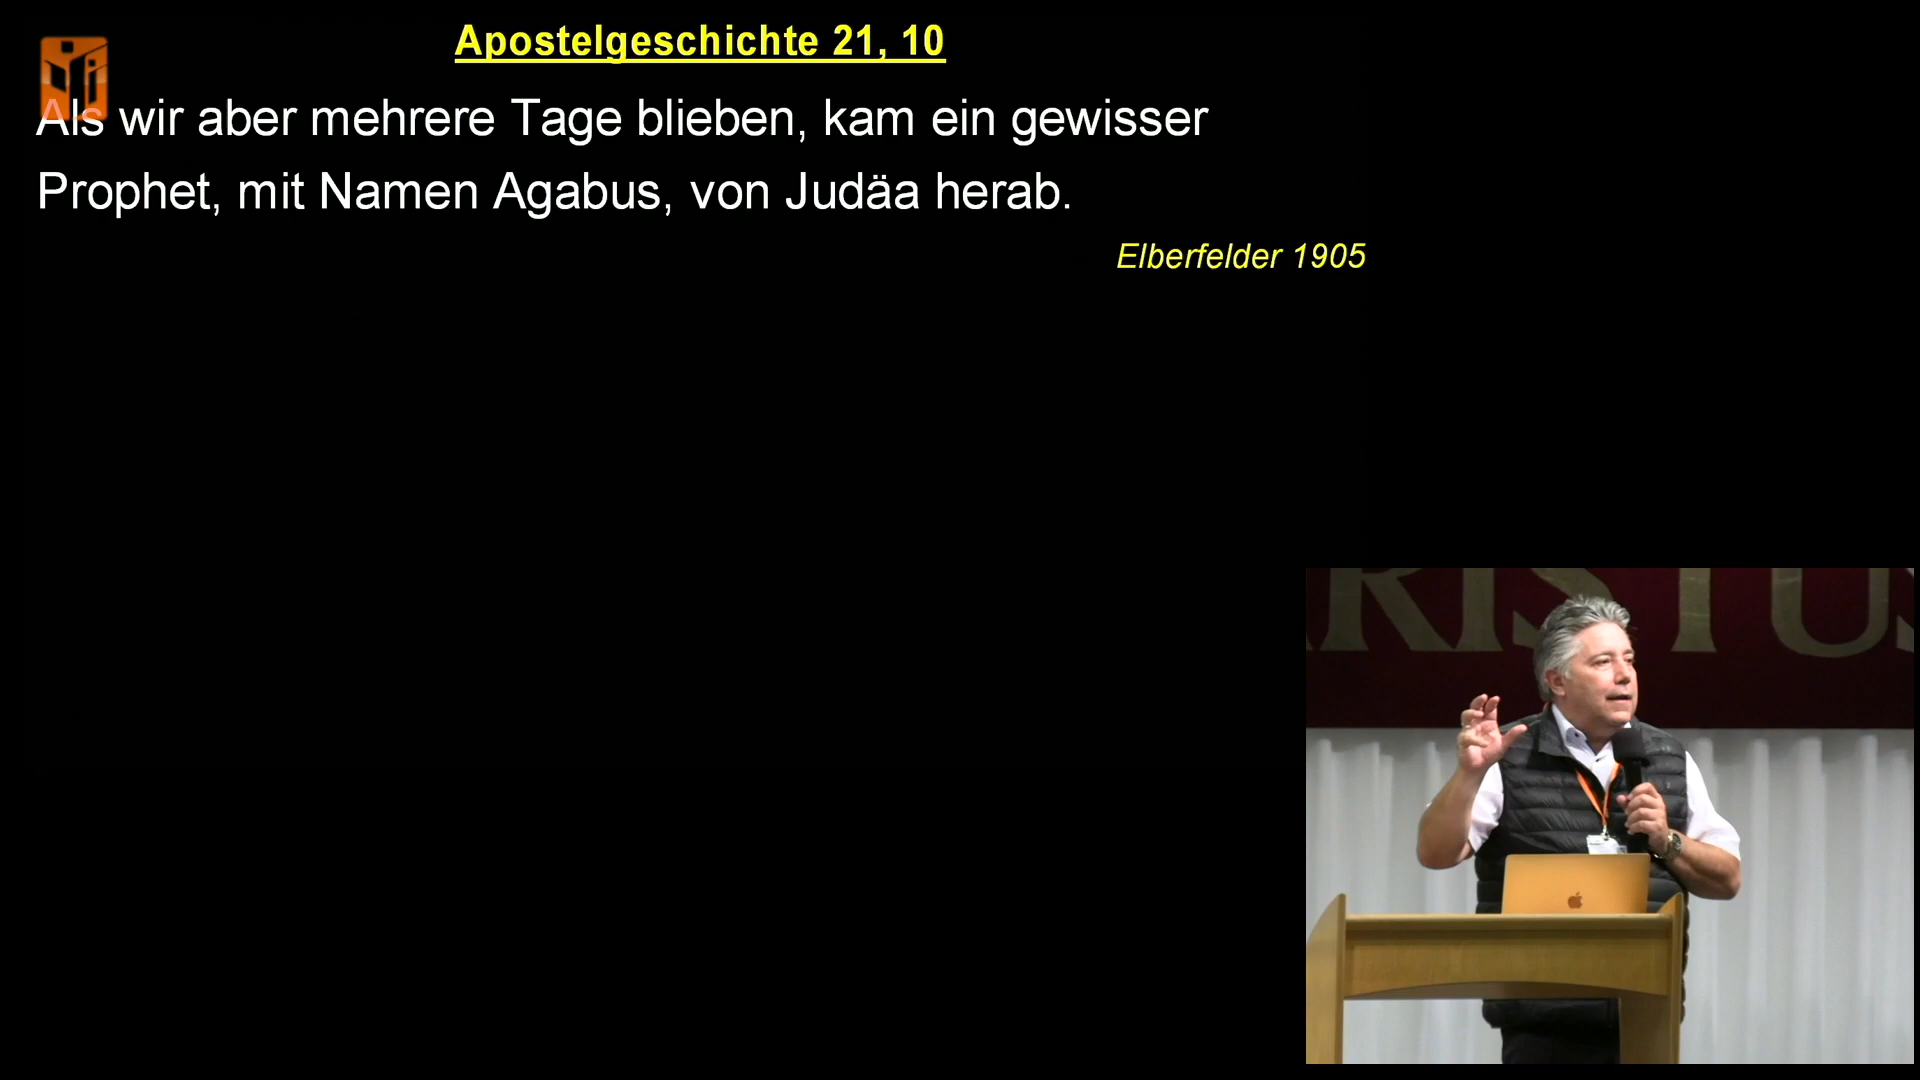 Apostelgeschichte 21, 10
Als wir aber mehrere Tage blieben, kam ein gewisser
Prophet, mit Namen Agabus, von Judäa herab.
Elberfelder 1905
RISTUS